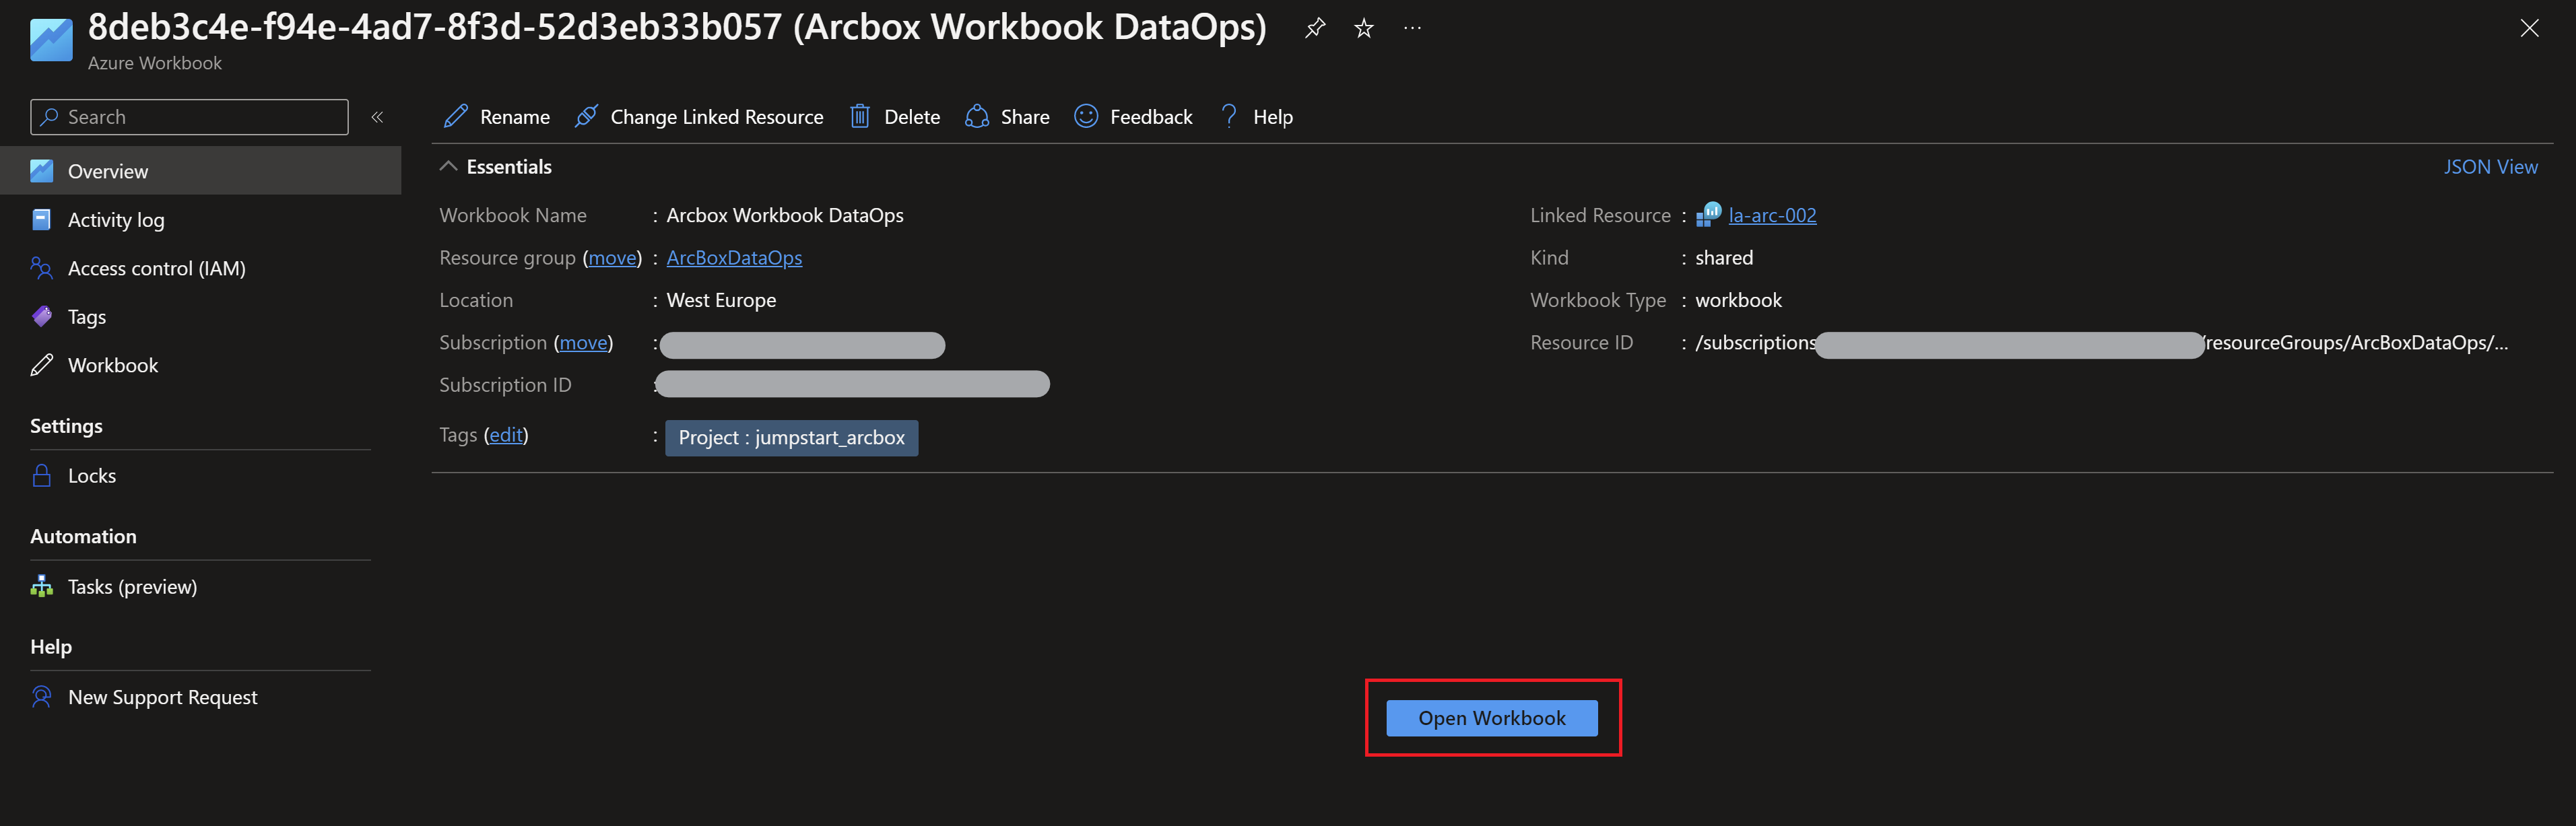 8deb3c4e-f94e-4ad7-8f3d-52d3eb33b057 (Arcbox Workbook DataOps) ...
Azure Workbook
Search «
Rename Change Linked Resource Delete Share Feedback ? Help
Overview
Activity log
Access control (IAM)
Tags
Workbook
Settings
Locks
Automation
Tasks (preview)
Help
New Support Request
Essentials JSON View
Workbook Name : Arcbox Workbook DataOps
Resource group (move) : ArcBoxDataOps
Location : West Europe
Subscription (move) :
Subscription ID :
Tags (edit) : Project : jumpstart_arcbox
Linked Resource : la-arc-002
Kind : shared
Workbook Type : workbook
Resource ID : /subscriptions /resourceGroups/ArcBoxDataOps/...
Open Workbook